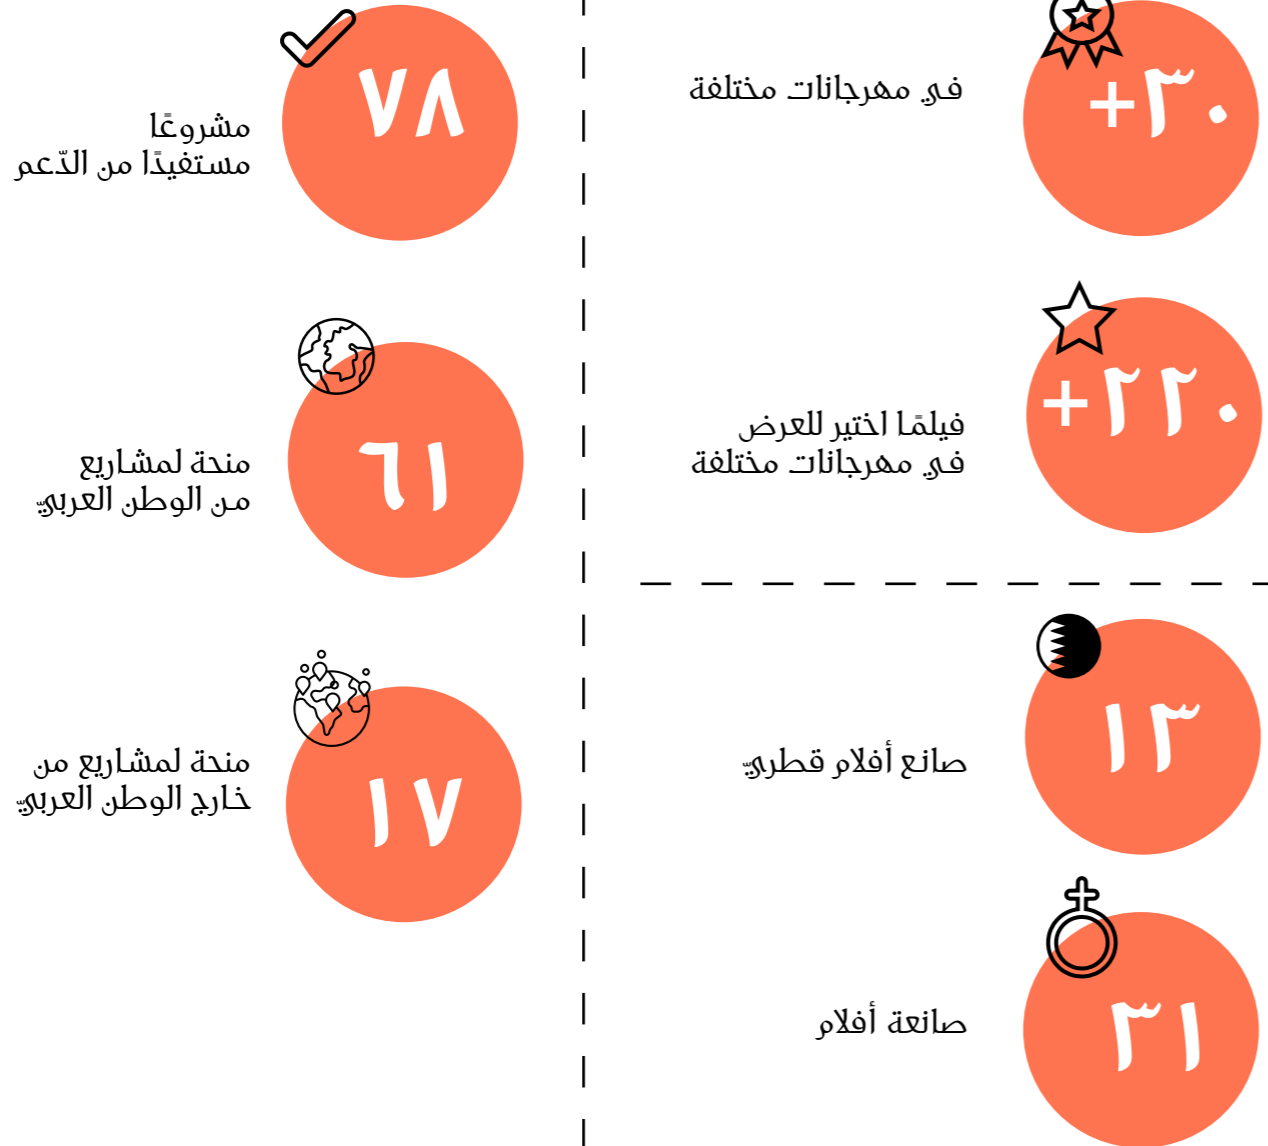 +٣٠
في مهرجانات مختلفة
+٢٢٠
فيلمًا اختير للعرض
في مهرجانات مختلفة
١٣
صانع أفلام قطريّ
٣١
صانعة أفلام
٧٨
مشروعًا
مستفيدًا من الدّعم
٦١
منحة لمشاريع
من الوطن العربيّ
١٧
منحة لمشاريع من
خارج الوطن العربيّ